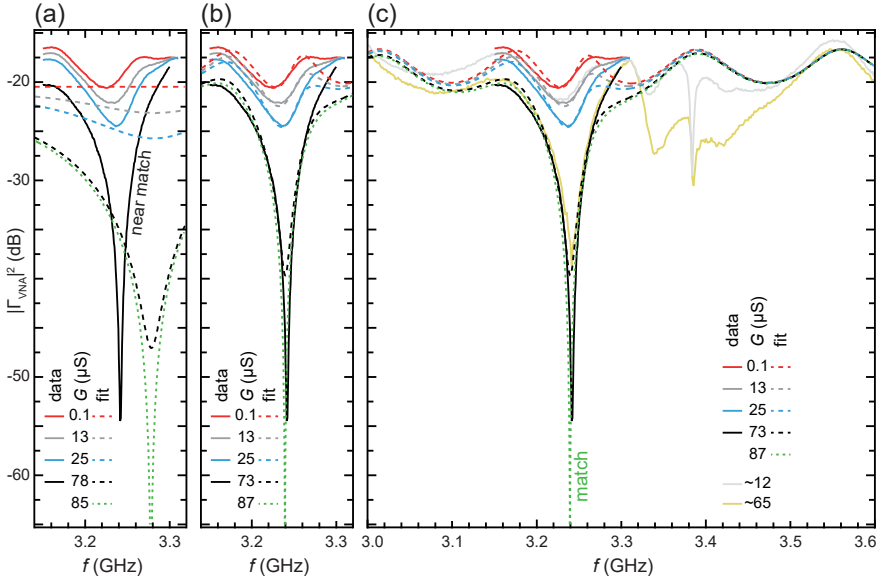 (a)
(b)
(c)
|ΓVNA|² (dB)
-20
-30
-40
-50
-60
near match
data
G (μS)
fit
0.1
13
25
78
85
3.2
3.3
f (GHz)
data
G (μS)
fit
0.1
13
25
73
87
3.2
3.3
f (GHz)
match
data
G (μS)
fit
0.1
13
25
73
87
~12
~65
3.0
3.1
3.2
3.3
3.4
3.5
3.6
f (GHz)